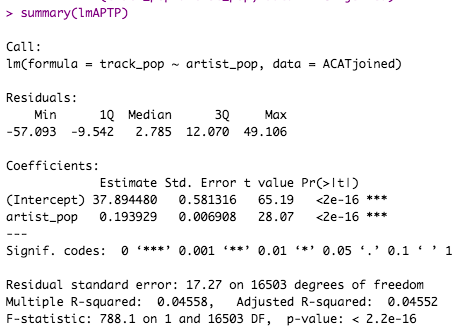 > summary(lmAPTP)
Call:
lm(formula = track_pop ~ artist_pop, data = ACATjoined)
Residuals:
    Min      1Q  Median      3Q     Max
-57.093  -9.542   2.785  12.070  49.106
Coefficients:
             Estimate Std. Error t value Pr(>|t|)
(Intercept) 37.894480   0.581316   65.19   <2e-16 ***
artist_pop   0.193929   0.006908   28.07   <2e-16 ***
---
Signif. codes:  0 ‘***’ 0.001 ‘**’ 0.01 ‘*’ 0.05 ‘.’ 0.1 ‘ ’ 1
Residual standard error: 17.27 on 16503 degrees of freedom
Multiple R-squared:  0.04558,	Adjusted R-squared:  0.04552
F-statistic: 788.1 on 1 and 16503 DF,  p-value: < 2.2e-16